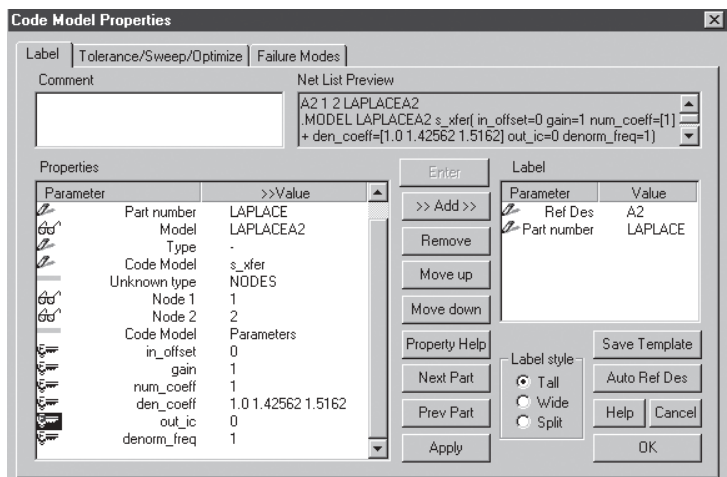 Code Model Properties
Label Tolerance/Sweep/Optimize Failure Modes
Comment
Net List Preview
A2 1 2 LAPLACEA2
.MODEL LAPLACEA2 s_xfer( in_offset=0 gain=1 num_coeff=[1]
+ den_coeff=[1.0 1.42562 1.5162] out_ic=0 denorm_freq=1)
Properties
Parameter >>Value
Part number LAPLACE
Model LAPLACEA2
Type -
Code Model s_xfer
Unknown type NODES
Node 1 1
Node 2 2
Code Model Parameters
in_offset 0
gain 1
num_coeff 1
den_coeff 1.0 1.42562 1.5162
out_ic 0
denorm_freq 1
Enter
>> Add >>
Remove
Move up
Move down
Property Help
Next Part
Prev Part
Apply
Label
Parameter Value
Ref Des A2
Part number LAPLACE
Label style
Tall
Wide
Split
Save Template
Auto Ref Des
Help Cancel
OK